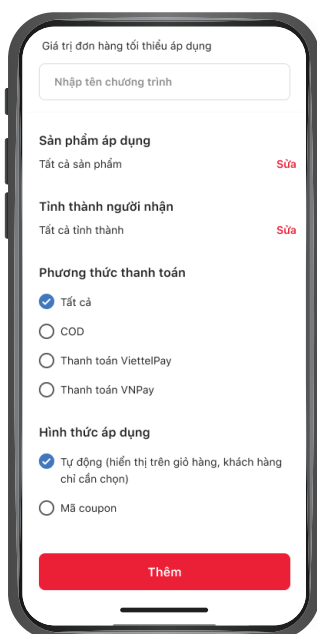 Giá trị đơn hàng tối thiểu áp dụng
Nhập tên chương trình
Sản phẩm áp dụng
Tất cả sản phẩm
Sửa
Tỉnh thành người nhận
Tất cả tỉnh thành
Sửa
Phương thức thanh toán
Tất cả
COD
Thanh toán ViettelPay
Thanh toán VNPay
Hình thức áp dụng
Tự động (hiển thị trên giỏ hàng, khách hàng
chỉ cần chọn)
Mã coupon
Thêm